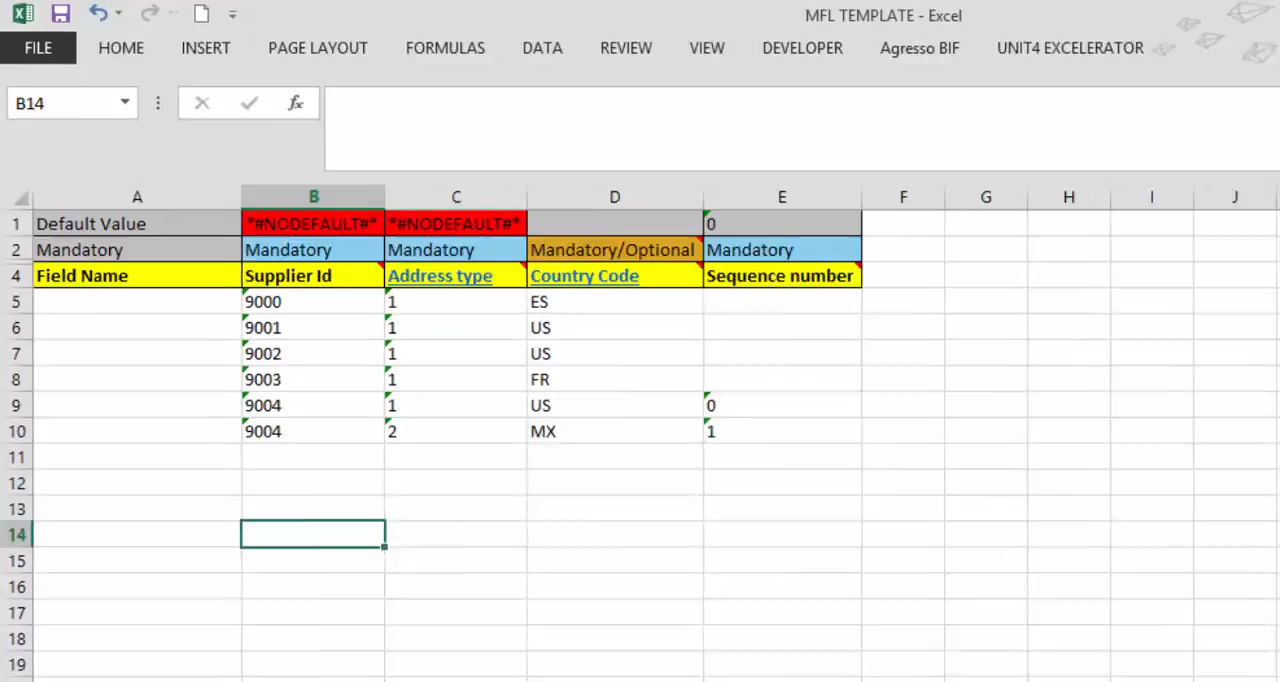 MFL TEMPLATE - Excel
FILE HOME INSERT PAGE LAYOUT FORMULAS DATA REVIEW VIEW DEVELOPER Agresso BIF UNIT4 EXCELERATOR
B14 fx
A B C D E F G H I J
1 Default Value *#NODEFAULT#* *#NODEFAULT#* 0
2 Mandatory Mandatory Mandatory Mandatory/Optional Mandatory
4 Field Name Supplier Id Address type Country Code Sequence number
5 9000 1 ES
6 9001 1 US
7 9002 1 US
8 9003 1 FR
9 9004 1 US 0
10 9004 2 MX 1
11
12
13
14
15
16
17
18
19